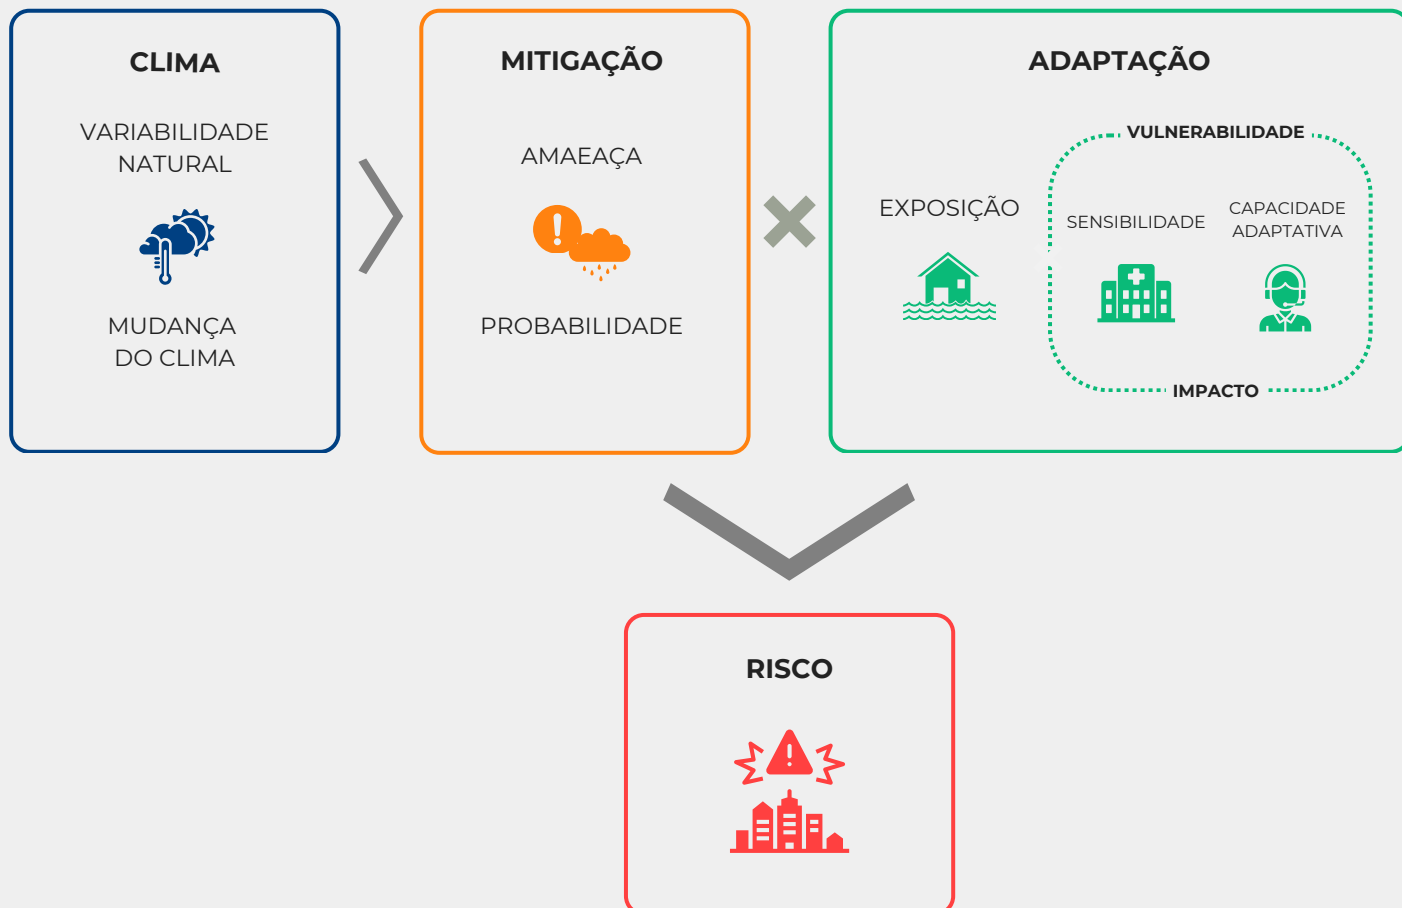 CLIMA
VARIABILIDADE
NATURAL
MUDANÇA
DO CLIMA
MITIGAÇÃO
AMAEAÇA
PROBABILIDADE
ADAPTAÇÃO
EXPOSIÇÃO
VULNERABILIDADE
SENSIBILIDADE
CAPACIDADE
ADAPTATIVA
IMPACTO
RISCO